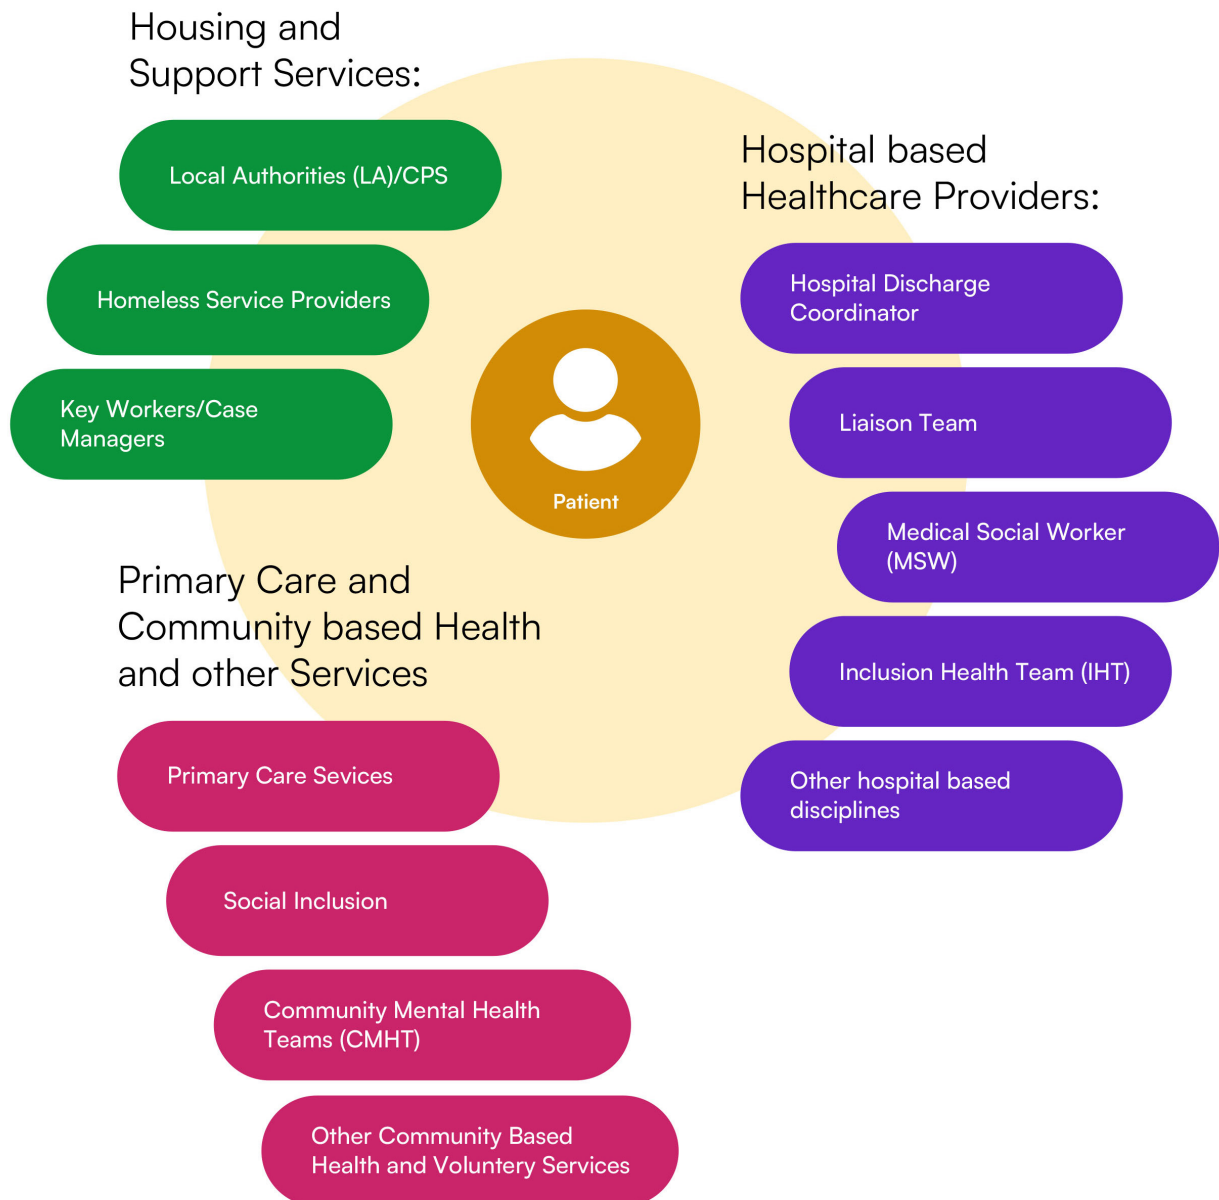 Housing and
Support Services:
Local Authorities (LA)/CPS
Homeless Service Providers
Key Workers/Case
Managers
Hospital based
Healthcare Providers:
Hospital Discharge
Coordinator
Liaison Team
Medical Social Worker
(MSW)
Inclusion Health Team (IHT)
Other hospital based
disciplines
Patient
Primary Care and
Community based Health
and other Services
Primary Care Sevices
Social Inclusion
Community Mental Health
Teams (CMHT)
Other Community Based
Health and Voluntery Services